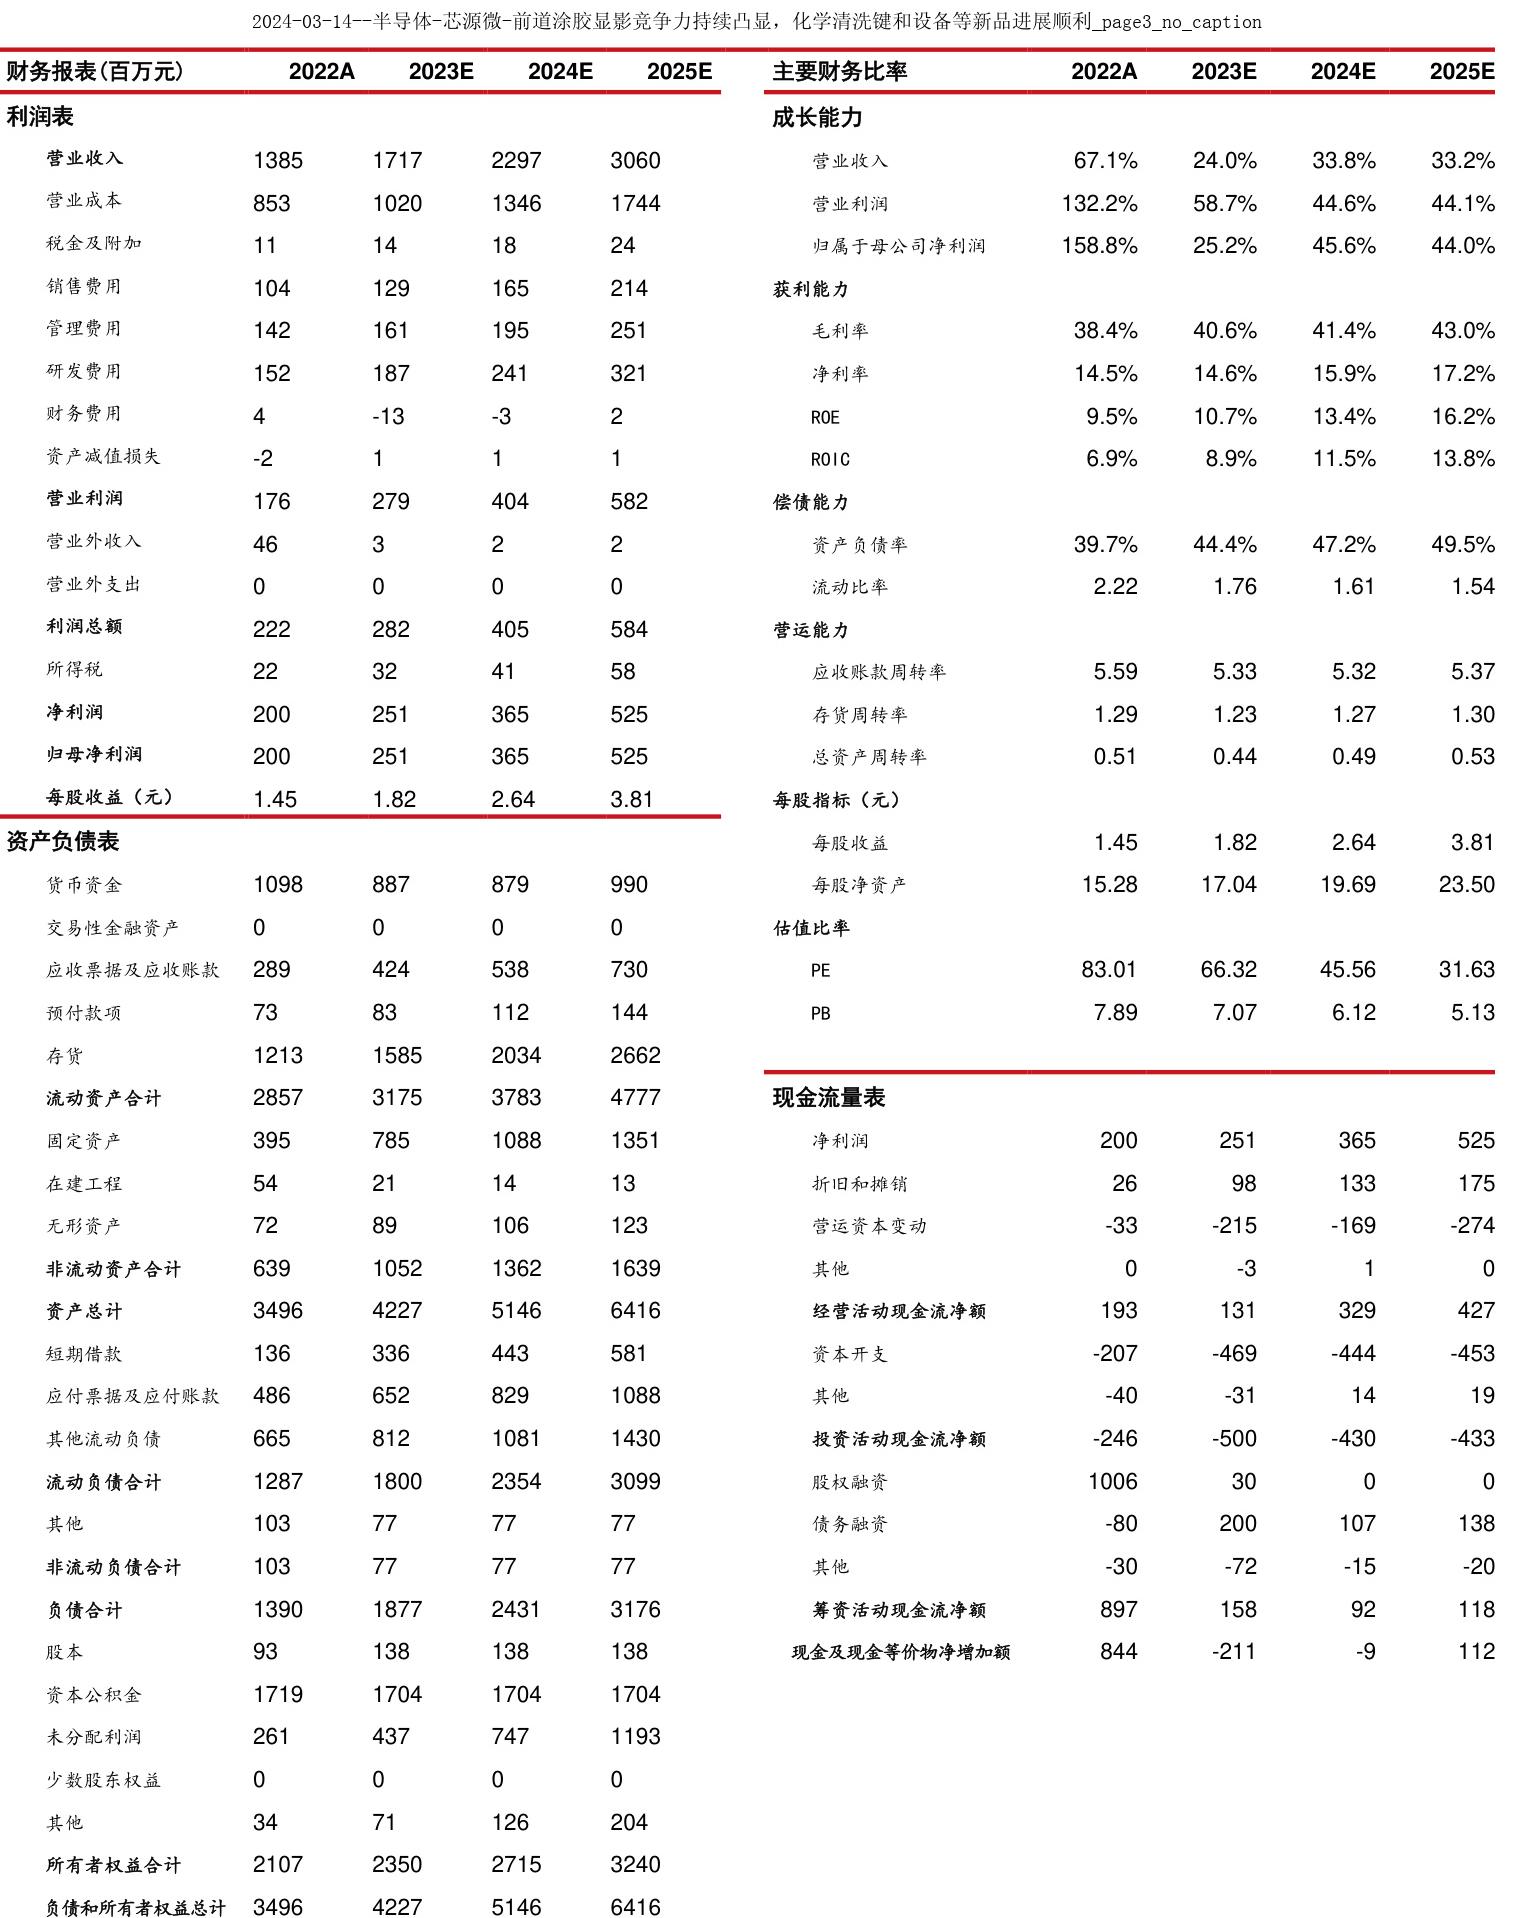 2024-03-14--半导体-芯源微-前道涂胶显影竞争力持续凸显，化学清洗键和设备等新品进展顺利_page3_no_caption
财务报表(百万元) 2022A 2023E 2024E 2025E
利润表
营业收入 1385 1717 2297 3060
营业成本 853 1020 1346 1744
税金及附加 11 14 18 24
销售费用 104 129 165 214
管理费用 142 161 195 251
研发费用 152 187 241 321
财务费用 4 -13 -3 2
资产减值损失 -2 1 1 1
营业利润 176 279 404 582
营业外收入 46 3 2 2
营业外支出 0 0 0 0
利润总额 222 282 405 584
所得税 22 32 41 58
净利润 200 251 365 525
归母净利润 200 251 365 525
每股收益（元） 1.45 1.82 2.64 3.81
资产负债表
货币资金 1098 887 879 990
交易性金融资产 0 0 0 0
应收票据及应收账款 289 424 538 730
预付款项 73 83 112 144
存货 1213 1585 2034 2662
流动资产合计 2857 3175 3783 4777
固定资产 395 785 1088 1351
在建工程 54 21 14 13
无形资产 72 89 106 123
非流动资产合计 639 1052 1362 1639
资产总计 3496 4227 5146 6416
短期借款 136 336 443 581
应付票据及应付账款 486 652 829 1088
其他流动负债 665 812 1081 1430
流动负债合计 1287 1800 2354 3099
其他 103 77 77 77
非流动负债合计 103 77 77 77
负债合计 1390 1877 2431 3176
股本 93 138 138 138
资本公积金 1719 1704 1704 1704
未分配利润 261 437 747 1193
少数股东权益 0 0 0 0
其他 34 71 126 204
所有者权益合计 2107 2350 2715 3240
负债和所有者权益总计 3496 4227 5146 6416
主要财务比率 2022A 2023E 2024E 2025E
成长能力
营业收入 67.1% 24.0% 33.8% 33.2%
营业利润 132.2% 58.7% 44.6% 44.1%
归属于母公司净利润 158.8% 25.2% 45.6% 44.0%
获利能力
毛利率 38.4% 40.6% 41.4% 43.0%
净利率 14.5% 14.6% 15.9% 17.2%
ROE 9.5% 10.7% 13.4% 16.2%
ROIC 6.9% 8.9% 11.5% 13.8%
偿债能力
资产负债率 39.7% 44.4% 47.2% 49.5%
流动比率 2.22 1.76 1.61 1.54
营运能力
应收账款周转率 5.59 5.33 5.32 5.37
存货周转率 1.29 1.23 1.27 1.30
总资产周转率 0.51 0.44 0.49 0.53
每股指标（元）
每股收益 1.45 1.82 2.64 3.81
每股净资产 15.28 17.04 19.69 23.50
估值比率
PE 83.01 66.32 45.56 31.63
PB 7.89 7.07 6.12 5.13
现金流量表
净利润 200 251 365 525
折旧和摊销 26 98 133 175
营运资本变动 -33 -215 -169 -274
其他 0 -3 1 0
经营活动现金流净额 193 131 329 427
资本开支 -207 -469 -444 -453
其他 -40 -31 14 19
投资活动现金流净额 -246 -500 -430 -433
股权融资 1006 30 0 0
债务融资 -80 200 107 138
其他 -30 -72 -15 -20
筹资活动现金流净额 897 158 92 118
现金及现金等价物净增加额 844 -211 -9 112